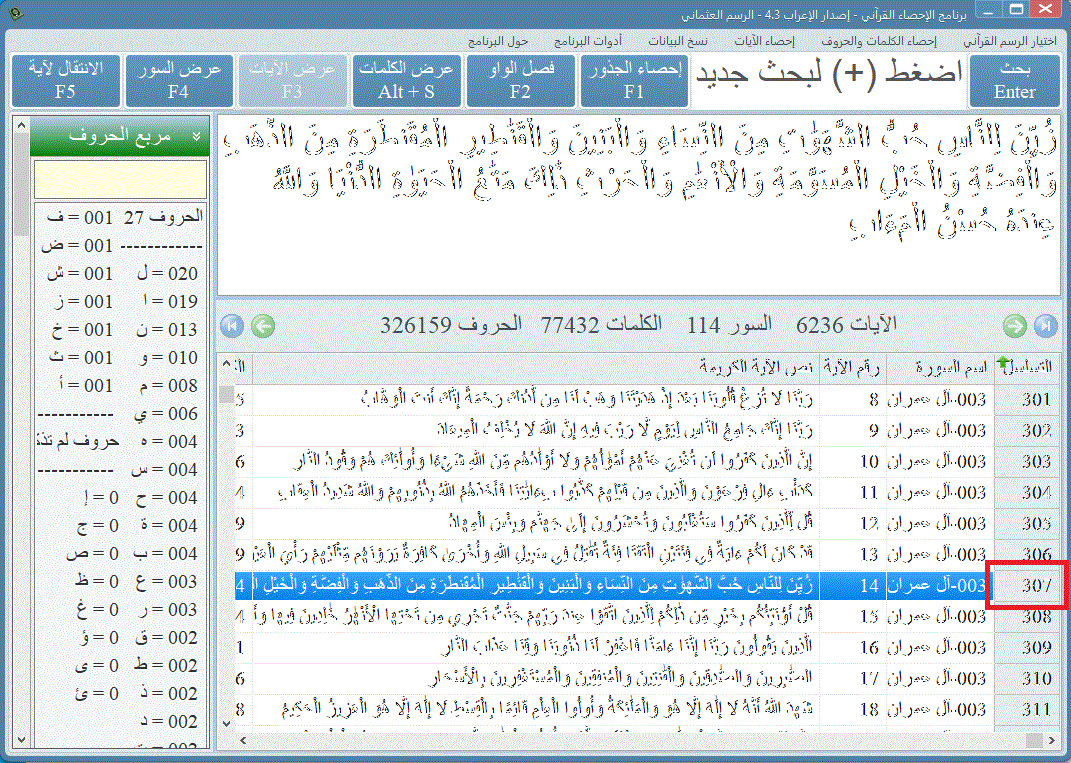 برنامج الإحصاء القرآني - إصدار الإعراب 4.3 - الرسم العثماني
اختيار الرسم القرآني إحصاء الكلمات والحروف إحصاء الآيات نسخ البيانات أدوات البرنامج حول البرنامج
بحث
Enter
اضغط (+) لبحث جديد
إحصاء الجذور
F1
فصل الواو
F2
عرض الكلمات
Alt + S
عرض الآيات
F3
عرض السور
F4
الانتقال لآية
F5
زُيِّنَ لِلنَّاسِ حُبُّ الشَّهَوَٰتِ مِنَ النِّسَاءِ وَالْبَنِينَ وَالْقَنَٰطِيرِ الْمُقَنطَرَةِ مِنَ الذَّهَبِ
وَالْفِضَّةِ وَالْخَيْلِ الْمُسَوَّمَةِ وَالْأَنْعَٰمِ وَالْحَرْثِ ذَٰلِكَ مَتَٰعُ الْحَيَوٰةِ الدُّنْيَا وَاللَّهُ
عِندَهُ حُسْنُ الْمَـَٔابِ
الآيات 6236 السور 114 الكلمات 77432 الحروف 326159
التسلسل اسم السورة رقم الآية نص الآية الكريمة الك
301 003-آل عمران 8 رَبَّنَا لَا تُزِغْ قُلُوبَنَا بَعْدَ إِذْ هَدَيْتَنَا وَهَبْ لَنَا مِن لَّدُنكَ رَحْمَةً إِنَّكَ أَنتَ الْوَهَّابُ 5
302 003-آل عمران 9 رَبَّنَا إِنَّكَ جَامِعُ النَّاسِ لِيَوْمٍ لَّا رَيْبَ فِيهِ إِنَّ اللَّهَ لَا يُخْلِفُ الْمِيعَادَ 3
303 003-آل عمران 10 إِنَّ الَّذِينَ كَفَرُوا لَن تُغْنِيَ عَنْهُمْ أَمْوَٰلُهُمْ وَلَا أَوْلَٰدُهُم مِّنَ اللَّهِ شَيْـًٔا وَأُولَٰئِكَ هُمْ وَقُودُ النَّارِ 6
304 003-آل عمران 11 كَدَأْبِ ءَالِ فِرْعَوْنَ وَالَّذِينَ مِن قَبْلِهِمْ كَذَّبُوا بِـَٔايَٰتِنَا فَأَخَذَهُمُ اللَّهُ بِذُنُوبِهِمْ وَاللَّهُ شَدِيدُ الْعِقَابِ 4
305 003-آل عمران 12 قُل لِّلَّذِينَ كَفَرُوا سَتُغْلَبُونَ وَتُحْشَرُونَ إِلَىٰ جَهَنَّمَ وَبِئْسَ الْمِهَادُ 9
306 003-آل عمران 13 قَدْ كَانَ لَكُمْ ءَايَةٌ فِي فِئَتَيْنِ الْتَقَتَا فِئَةٌ تُقَٰتِلُ فِي سَبِيلِ اللَّهِ وَأُخْرَىٰ كَافِرَةٌ يَرَوْنَهُم مِّثْلَيْهِمْ رَأْيَ الْعَيْنِ 9
307 003-آل عمران 14 زُيِّنَ لِلنَّاسِ حُبُّ الشَّهَوَٰتِ مِنَ النِّسَاءِ وَالْبَنِينَ وَالْقَنَٰطِيرِ الْمُقَنطَرَةِ مِنَ الذَّهَبِ وَالْفِضَّةِ وَالْخَيْلِ 4
308 003-آل عمران 15 قُلْ أَؤُنَبِّئُكُم بِخَيْرٍ مِّن ذَٰلِكُمْ لِلَّذِينَ اتَّقَوْا عِندَ رَبِّهِمْ جَنَّٰتٌ تَجْرِي مِن تَحْتِهَا الْأَنْهَٰرُ خَٰلِدِينَ فِيهَا 4
309 003-آل عمران 16 الَّذِينَ يَقُولُونَ رَبَّنَا إِنَّنَا ءَامَنَّا فَاغْفِرْ لَنَا ذُنُوبَنَا وَقِنَا عَذَابَ النَّارِ 1
310 003-آل عمران 17 الصَّٰبِرِينَ وَالصَّٰدِقِينَ وَالْقَٰنِتِينَ وَالْمُنفِقِينَ وَالْمُسْتَغْفِرِينَ بِالْأَسْحَارِ 6
311 003-آل عمران 18 شَهِدَ اللَّهُ أَنَّهُ لَا إِلَٰهَ إِلَّا هُوَ وَالْمَلَٰئِكَةُ وَأُولُوا الْعِلْمِ قَائِمًا بِالْقِسْطِ لَا إِلَٰهَ إِلَّا هُوَ الْعَزِيزُ الْحَكِيمُ 8
مربع الحروف
الحروف 27 001 = ف
------------ 001 = ض
020 = ل 001 = ش
019 = ا 001 = ز
013 = ن 001 = خ
010 = و 001 = ث
008 = م 001 = أ
006 = ي -----------
004 = ه حروف لم تذك
004 = س -----------
004 = ح 0 = إ
004 = ة 0 = ج
004 = ب 0 = ص
003 = ع 0 = ظ
003 = ر 0 = غ
002 = ق 0 = ؤ
002 = ط 0 = ى
002 = ذ 0 = ئ
002 = د